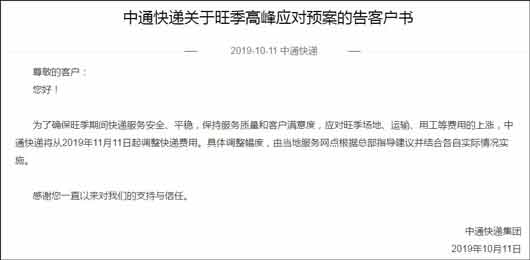 中通快递关于旺季高峰应对预案的告客户书
2019-10-11 中通快递
尊敬的客户：
您好！
为了确保旺季期间快递服务安全、平稳，保持服务质量和客户满意度，应对旺季场地、运输、用工等费用的上涨，中
通快递将从2019年11月11日起调整快递费用。具体调整幅度，由当地服务网点根据总部指导建议并结合各自实际情况实
施。
感谢您一直以来对我们的支持与信任。
中通快递集团
2019年10月11日